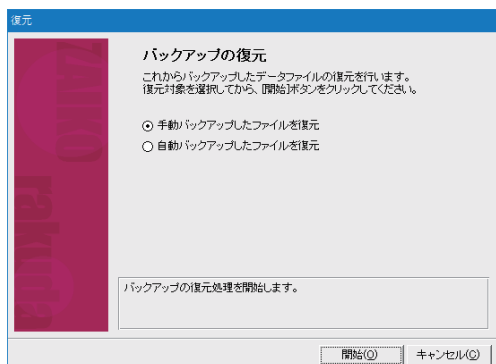 復元
バックアップの復元
これからバックアップしたデータファイルの復元を行います。
復元対象を選択してから、[開始]ボタンをクリックしてください。
手動バックアップしたファイルを復元
自動バックアップしたファイルを復元
TAIKO
rakuda
バックアップの復元処理を開始します。
開始(O)
キャンセル(C)